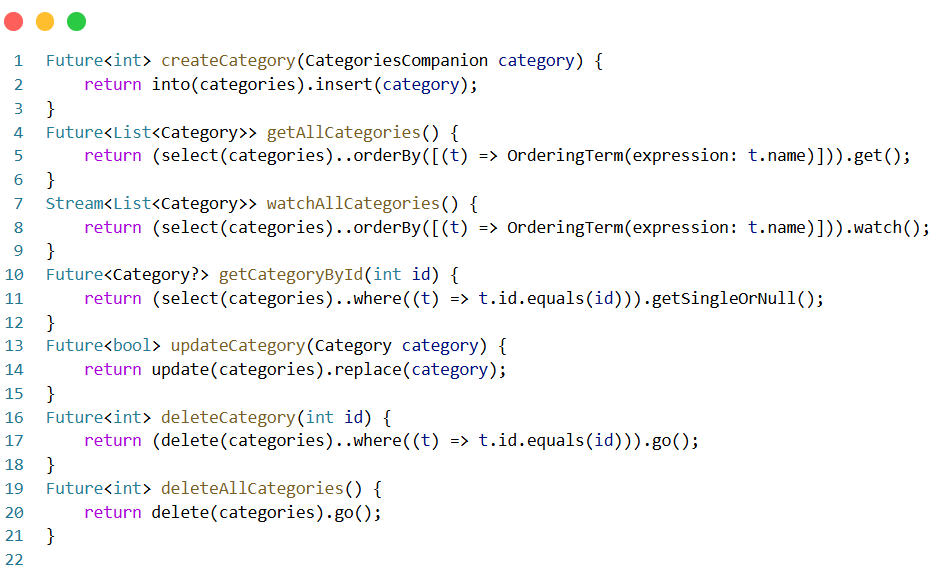 1 Future<int> createCategory(CategoriesCompanion category) {
2     return into(categories).insert(category);
3 }
4 Future<List<Category>> getAllCategories() {
5     return (select(categories)..orderBy([(t) => OrderingTerm(expression: t.name)])).get();
6 }
7 Stream<List<Category>> watchAllCategories() {
8     return (select(categories)..orderBy([(t) => OrderingTerm(expression: t.name)])).watch();
9 }
10 Future<Category?> getCategoryById(int id) {
11     return (select(categories)..where((t) => t.id.equals(id))).getSingleOrNull();
12 }
13 Future<bool> updateCategory(Category category) {
14     return update(categories).replace(category);
15 }
16 Future<int> deleteCategory(int id) {
17     return (delete(categories)..where((t) => t.id.equals(id))).go();
18 }
19 Future<int> deleteAllCategories() {
20     return delete(categories).go();
21 }
22